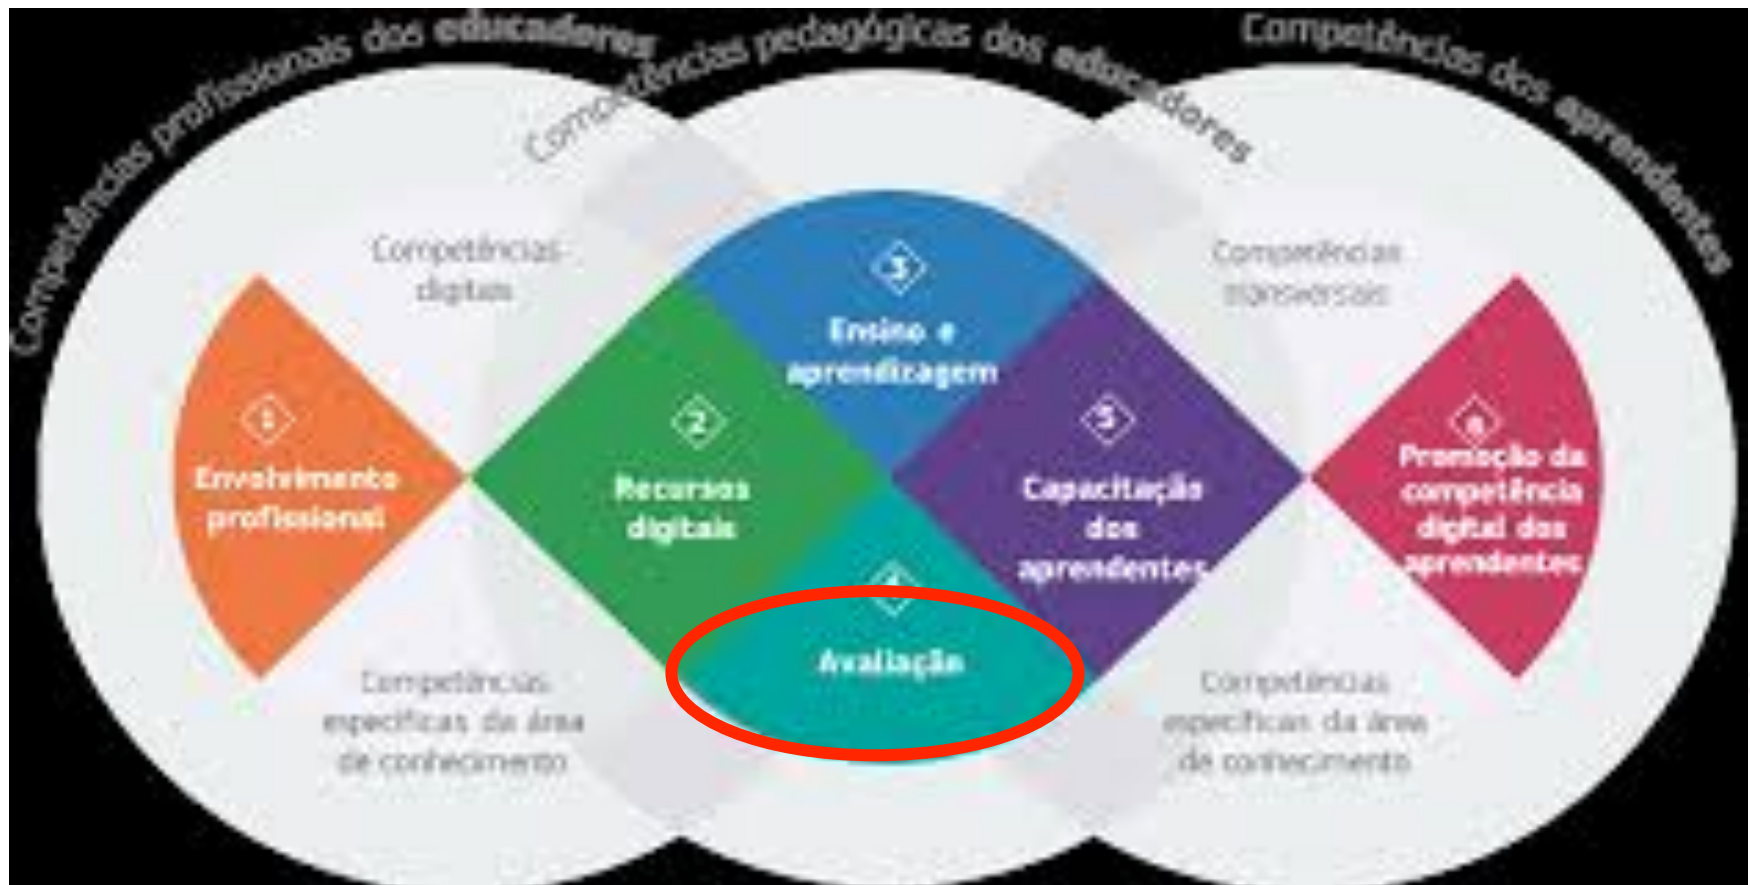 Competências profissionais dos educadores
Competências pedagógicas dos educadores
Competências dos aprendentes
Competências
digitais
Competências
transversais
3
Ensino e
aprendizagem
1
Envolvimento
profissional
2
Recursos
digitais
5
Capacitação
dos
aprendentes
Promoção da
competência
digital dos
aprendentes
4
Avaliação
Competências
específicas da área
de conhecimento
Competências
específicas da área
de conhecimento